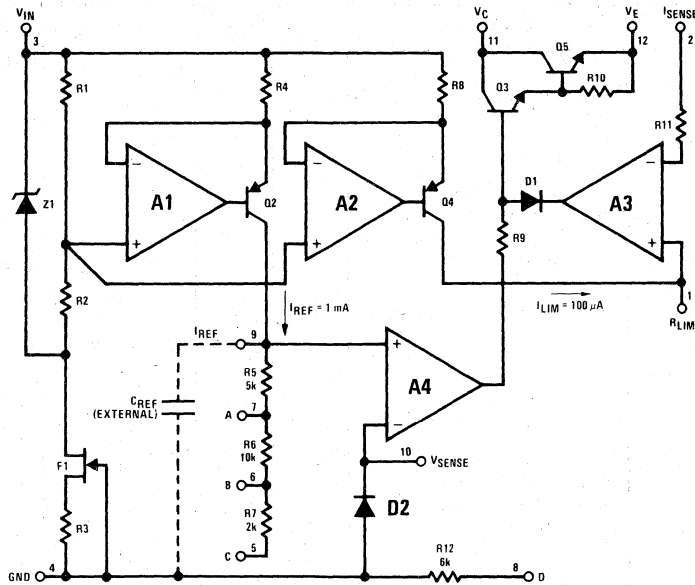 VIN
3
VC
11
Q5
VE
12
ISENSE
2
R1
R4
R8
Q3
R10
R11
Z1
−
A1
+
Q2
−
A2
+
Q4
D1
−
A3
+
R9
R2
IREF = 1 mA
ILIM = 100 µA
1
RLIM
IREF
9
CREF
(EXTERNAL)
R5
5k
+
A4
−
A
7
R6
10k
10
VSENSE
F1
B
6
R7
2k
D2
R3
C
5
R12
6k
GND
4
8
D